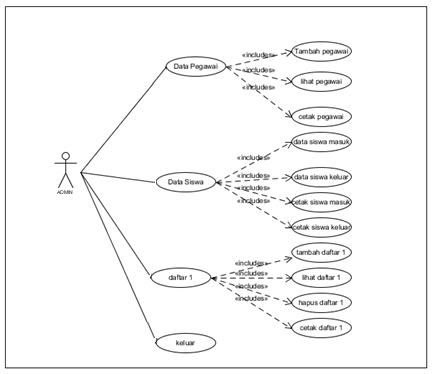 Tambah pegawai
«includes»
Data Pegawai
«includes»
lihat pegawai
«includes»
cetak pegawai
data siswa masuk
«includes»
ADMIN
Data Siswa
«includes»
data siswa keluar
«includes»
cetak siswa masuk
«includes»
cetak siswa keluar
tambah daftar 1
«includes»
daftar 1
«includes»
lihat daftar 1
«includes»
hapus daftar 1
«includes»
cetak daftar 1
keluar